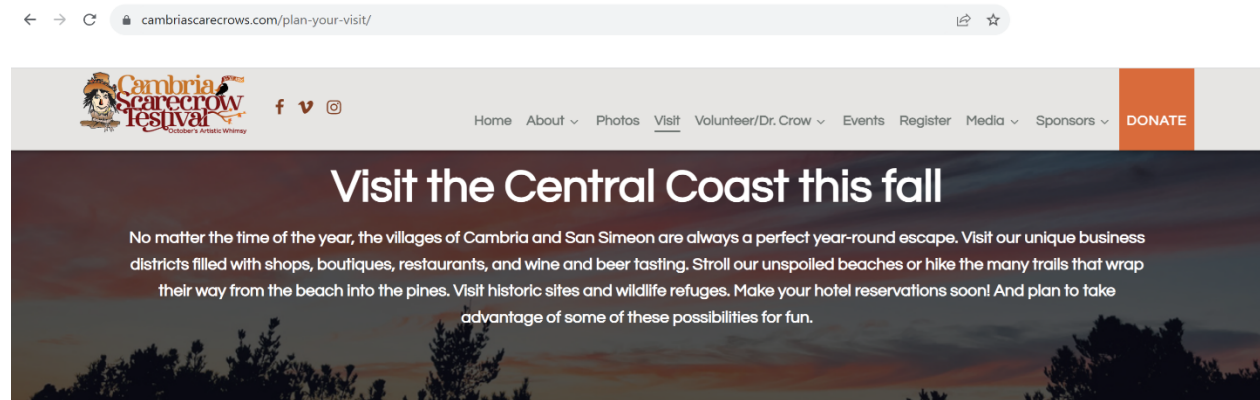 cambriascarecrows.com/plan-your-visit/
Cambria
Scarecrow
Festival
October's Artistic Whimsy
Home About Photos Visit Volunteer/Dr. Crow Events Register Media Sponsors DONATE
Visit the Central Coast this fall
No matter the time of the year, the villages of Cambria and San Simeon are always a perfect year-round escape. Visit our unique business
districts filled with shops, boutiques, restaurants, and wine and beer tasting. Stroll our unspoiled beaches or hike the many trails that wrap
their way from the beach into the pines. Visit historic sites and wildlife refuges. Make your hotel reservations soon! And plan to take
advantage of some of these possibilities for fun.